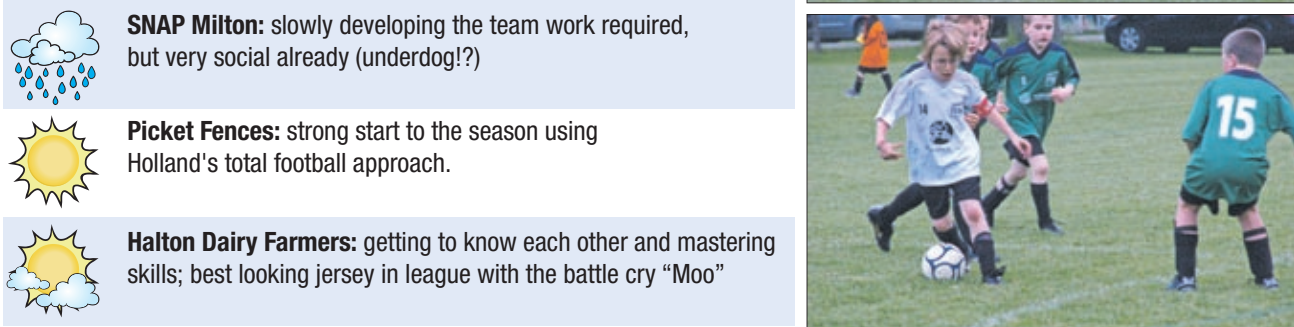 SNAP Milton: slowly developing the team work required,
but very social already (underdog!?)
Picket Fences: strong start to the season using
Holland's total football approach.
Halton Dairy Farmers: getting to know each other and mastering
skills; best looking jersey in league with the battle cry “Moo”
14
15